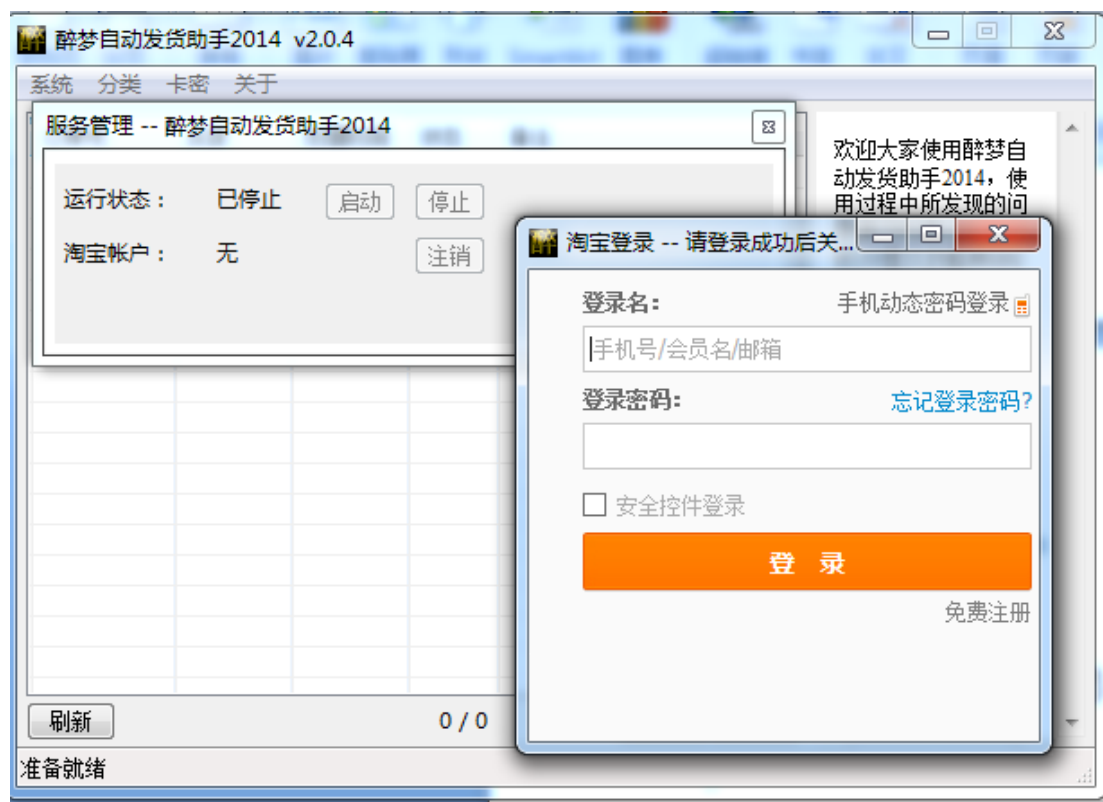 醉梦自动发货助手2014 v2.0.4
系统 分类 卡密 关于
服务管理 -- 醉梦自动发货助手2014
运行状态： 已停止 启动 停止
淘宝帐户： 无 注销
欢迎大家使用醉梦自
动发货助手2014，使
用过程中所发现的问
淘宝登录 -- 请登录成功后关...
登录名: 手机动态密码登录
手机号/会员名/邮箱
登录密码: 忘记登录密码?
安全控件登录
登 录
免费注册
刷新 0 / 0
准备就绪